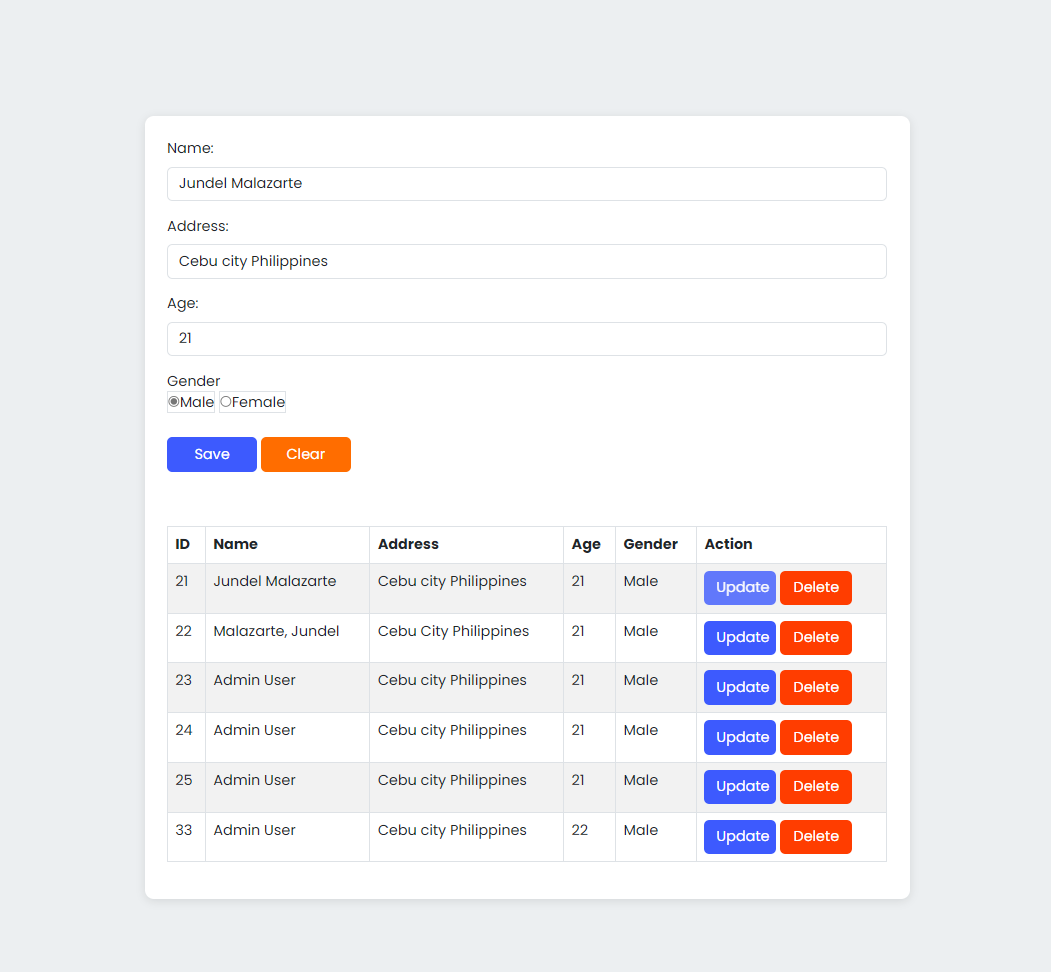 Name:
Jundel Malazarte
Address:
Cebu city Philippines
Age:
21
Gender
Male Female
Save Clear
ID Name Address Age Gender Action
21 Jundel Malazarte Cebu city Philippines 21 Male Update Delete
22 Malazarte, Jundel Cebu City Philippines 21 Male Update Delete
23 Admin User Cebu city Philippines 21 Male Update Delete
24 Admin User Cebu city Philippines 21 Male Update Delete
25 Admin User Cebu city Philippines 21 Male Update Delete
33 Admin User Cebu city Philippines 22 Male Update Delete